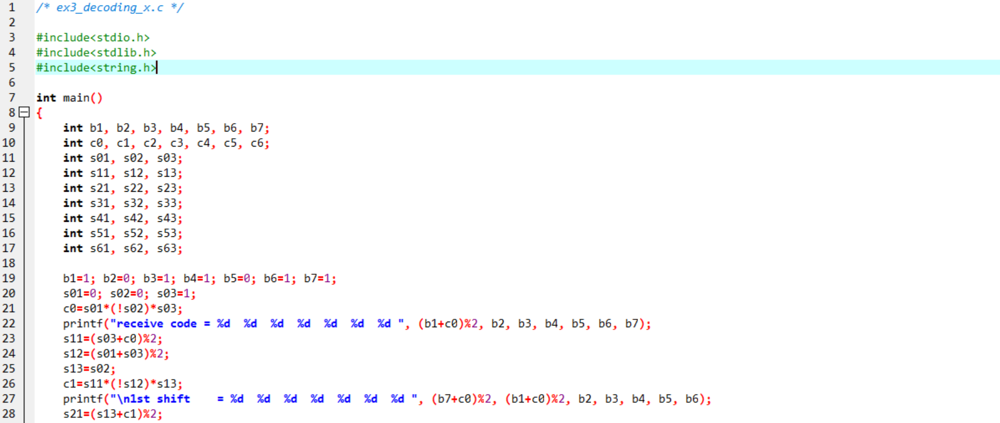 1 /* ex3_decoding_x.c */
2
3 #include<stdio.h>
4 #include<stdlib.h>
5 #include<string.h>
6
7 int main()
8 {
9 int b1, b2, b3, b4, b5, b6, b7;
10 int c0, c1, c2, c3, c4, c5, c6;
11 int s01, s02, s03;
12 int s11, s12, s13;
13 int s21, s22, s23;
14 int s31, s32, s33;
15 int s41, s42, s43;
16 int s51, s52, s53;
17 int s61, s62, s63;
18
19 b1=1; b2=0; b3=1; b4=1; b5=0; b6=1; b7=1;
20 s01=0; s02=0; s03=1;
21 c0=s01*(!s02)*s03;
22 printf("receive code = %d  %d  %d  %d  %d  %d  %d ", (b1+c0)%2, b2, b3, b4, b5, b6, b7);
23 s11=(s03+c0)%2;
24 s12=(s01+s03)%2;
25 s13=s02;
26 c1=s11*(!s12)*s13;
27 printf("\n1st shift    = %d  %d  %d  %d  %d  %d  %d ", (b7+c0)%2, (b1+c0)%2, b2, b3, b4, b5, b6);
28 s21=(s13+c1)%2;